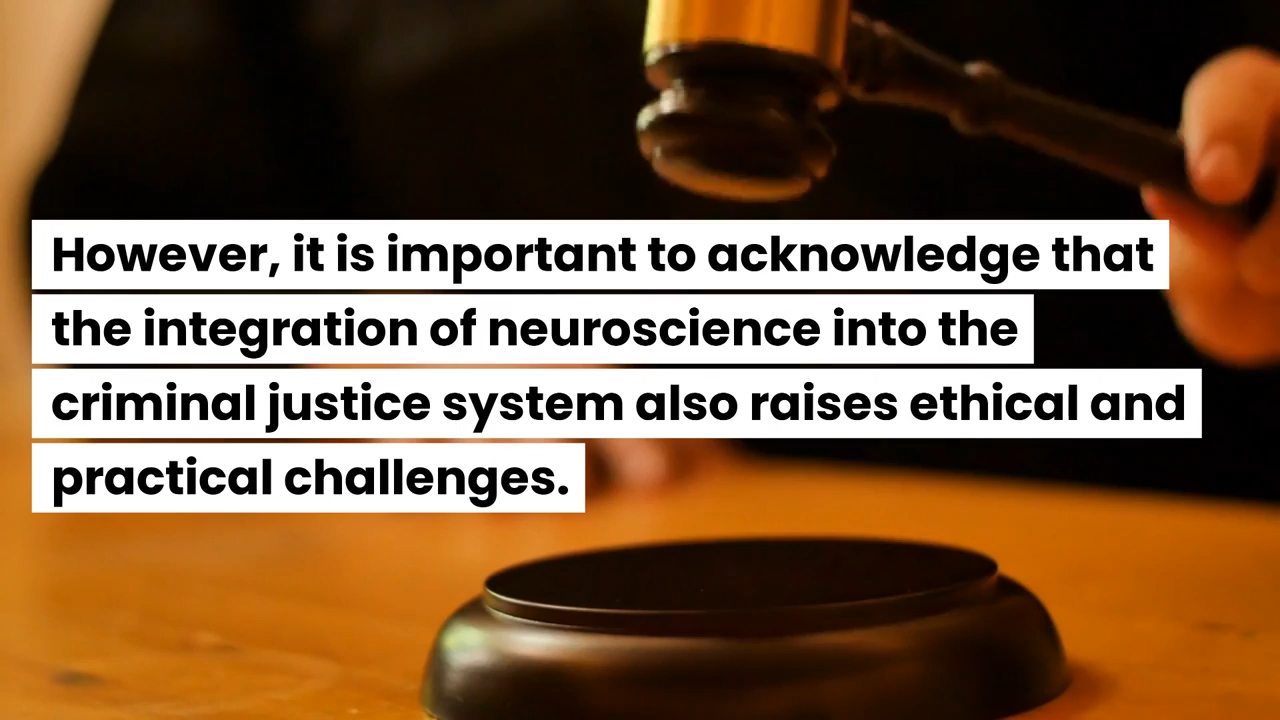 However, it is important to acknowledge that
the integration of neuroscience into the
criminal justice system also raises ethical and
practical challenges.